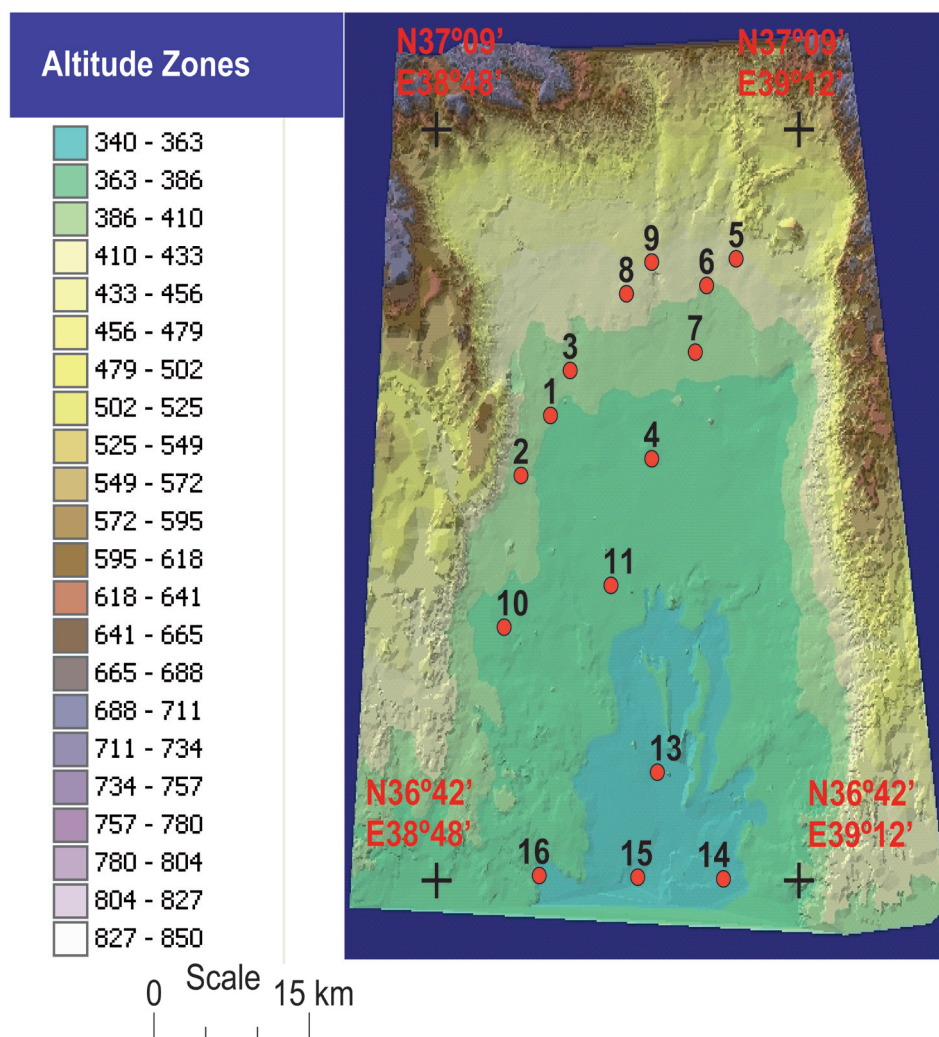 Altitude Zones
340 - 363
363 - 386
386 - 410
410 - 433
433 - 456
456 - 479
479 - 502
502 - 525
525 - 549
549 - 572
572 - 595
595 - 618
618 - 641
641 - 665
665 - 688
688 - 711
711 - 734
734 - 757
757 - 780
780 - 804
804 - 827
827 - 850
Scale
0 15 km
N37º09’ N37º09’
E38º48’ E39º12’
9 5
8 6
7
3
1
2 4
11
10
13
N36º42’ N36º42’
E38º48’ E39º12’
16 15 14